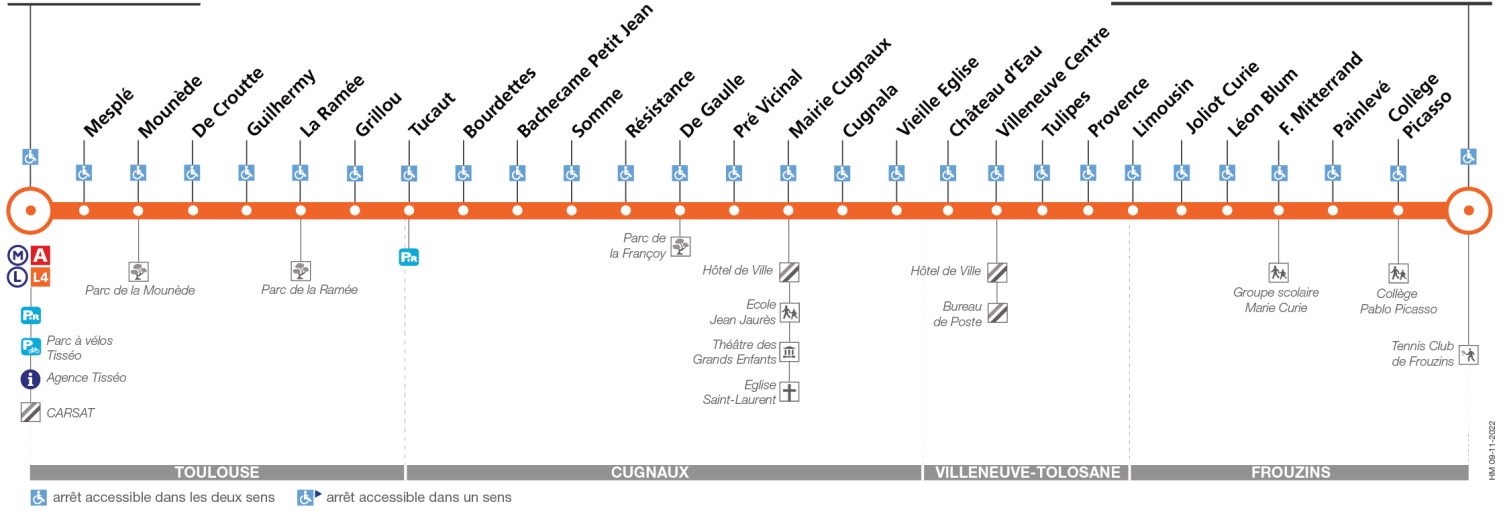 Mesplé
Mounède
De Croutte
Guilhermy
La Ramée
Grillou
Tucaut
Bourdettes
Bachecame Petit Jean
Somme
Résistance
De Gaulle
Pré Vicinal
Mairie Cugnaux
Cugnala
Vieille Eglise
Château d'Eau
Villeneuve Centre
Tulipes
Provence
Limousin
Joliot Curie
Léon Blum
F. Mitterrand
Painlevé
Collège
Picasso
M A
L L4
P+R
Parc à vélos
Tisséo
Agence Tisséo
CARSAT
Parc de la Mounède
Parc de la Ramée
P+R
Parc de
la Françoy
Hôtel de Ville
Ecole
Jean Jaurès
Théâtre des
Grands Enfants
Eglise
Saint-Laurent
Hôtel de Ville
Bureau
de Poste
Groupe scolaire
Marie Curie
Collège
Pablo Picasso
Tennis Club
de Frouzins
TOULOUSE
CUGNAUX
VILLENEUVE-TOLOSANE
FROUZINS
arrêt accessible dans les deux sens
arrêt accessible dans un sens
HM 09-11-2022